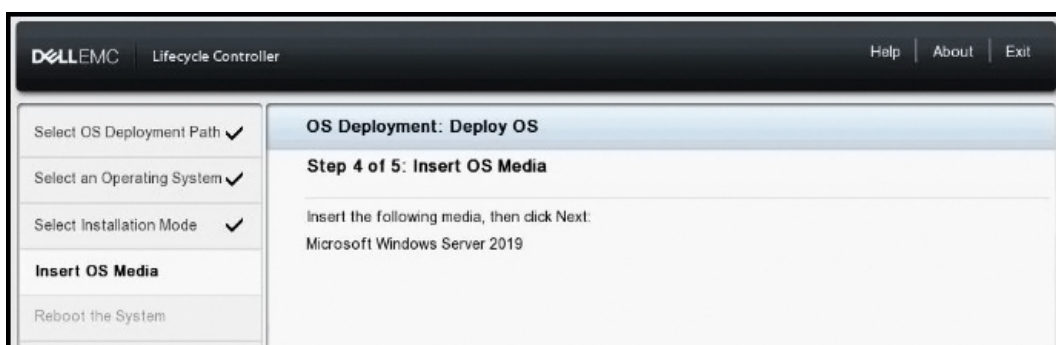 DELLEMC Lifecycle Controller Help About Exit
Select OS Deployment Path
Select an Operating System
Select Installation Mode
Insert OS Media
Reboot the System
OS Deployment: Deploy OS
Step 4 of 5: Insert OS Media
Insert the following media, then click Next:
Microsoft Windows Server 2019